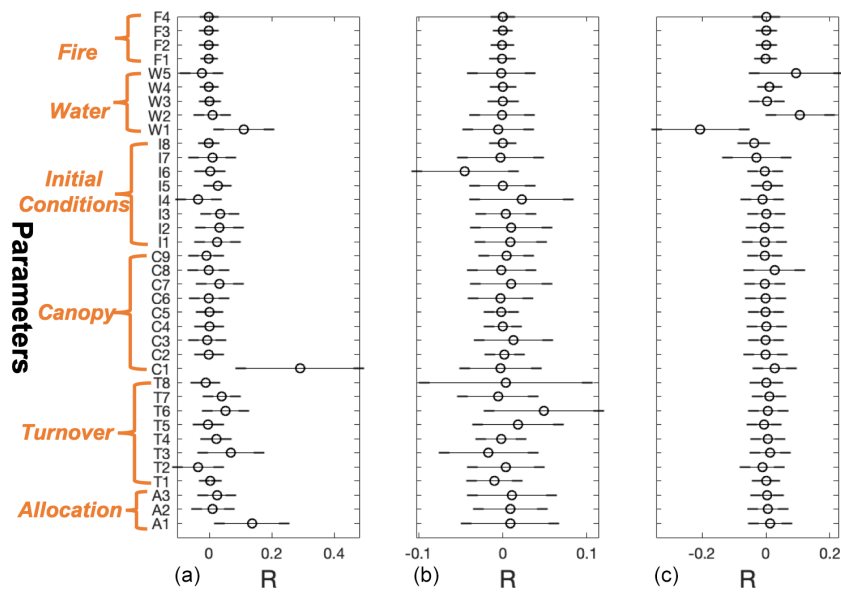 Parameters
Fire
Water
Initial
Conditions
Canopy
Turnover
Allocation
F4
F3
F2
F1
W5
W4
W3
W2
W1
I8
I7
I6
I5
I4
I3
I2
I1
C9
C8
C7
C6
C5
C4
C3
C2
C1
T8
T7
T6
T5
T4
T3
T2
T1
A3
A2
A1
0 0.2 0.4
(a) R
-0.1 0 0.1
(b) R
-0.2 0 0.2
(c) R